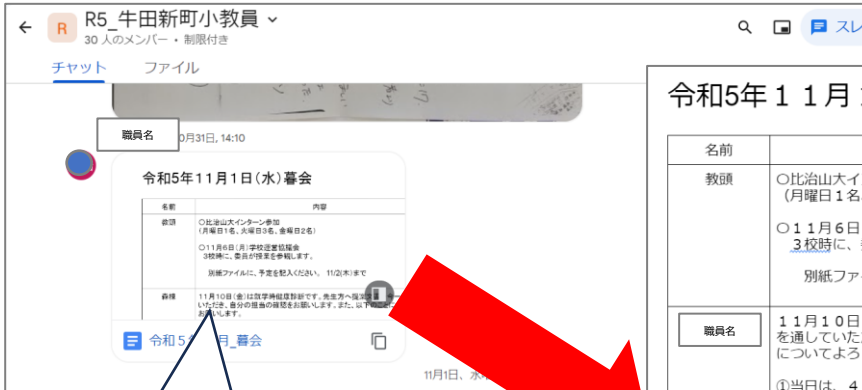 R5_牛田新町小教員
R
30 人のメンバー・制限付き
スレ
チャット
ファイル
職員名
0月31日, 14:10
令和5年11月1日(水)暮会
名前
内容
教頭
〇比治山大インターン参加
(月曜日1名、火曜日3名、金曜日2名)
〇11月6日(月)学校運営協議会
3校時に、委員が授業を参観します。
別紙ファイルに、予定を記入ください。 11/2(木)まで
森積
11月10日(金)は就学時健康診断です。先生方へ
いただき、自分の担当の確認をお願いします。また、以下の
お願いします。
令和5
月_暮会
11月1日、水
令和5年11月
名前
教頭
〇比治山大イ
(月曜日1名
〇11月6日
3校時に、
別紙ファ
職員名
11月10日
を通していた
についてよろ
①当日は、4